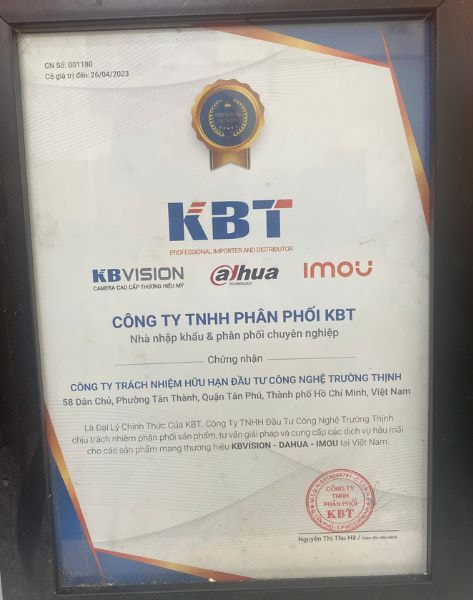 CN Số: 001180
Có giá trị đến: 26/04/2023
PREMIUM
QUALITY
KBT
PROFESSIONAL IMPORTER AND DISTRIBUTOR
KBVISION alhua imou
CAMERA CAO CẤP THƯƠNG HIỆU MỸ TECHNOLOGY
CÔNG TY TNHH PHÂN PHỐI KBT
Nhà nhập khẩu & phân phối chuyên nghiệp
Chứng nhận
CÔNG TY TRÁCH NHIỆM HỮU HẠN ĐẦU TƯ CÔNG NGHỆ TRƯỜNG THỊNH
58 Dân Chủ, Phường Tân Thành, Quận Tân Phú, Thành phố Hồ Chí Minh, Việt Nam
Là Đại Lý Chính Thức Của KBT. Công Ty TNHH Đầu Tư Công Nghệ Trường Thịnh
chịu trách nhiệm phân phối sản phẩm, tư vấn giải pháp và cung cấp các dịch vụ hậu mãi
cho các sản phẩm mang thương hiệu KBVISION - DAHUA - IMOU tại Việt Nam.
CÔNG TY
TNHH
PHÂN PHỐI
KBT
Nguyễn Thị Thu Hà / Giám đốc điều hành